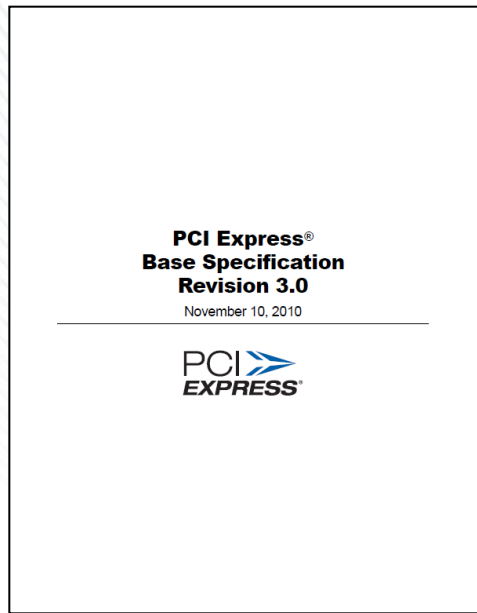 PCI Express®
Base Specification
Revision 3.0
November 10, 2010
PCI
EXPRESS®